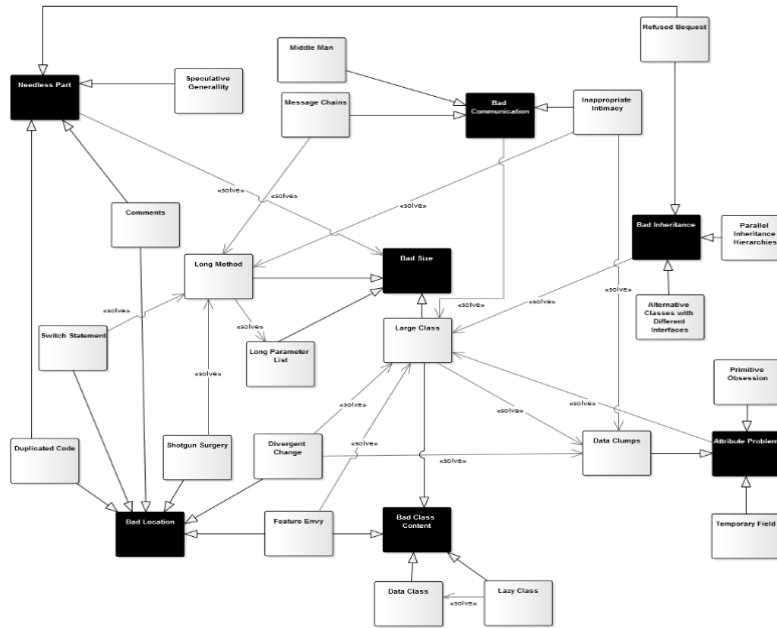 Refused Bequest
Middle Man
Needless Part
Speculative
Generallity
Message Chains
Bad
Communication
Inappropriate
Intimacy
«solve»
«solve»
«solve»
Comments
Bad Inheritance
Parallel
Inheritance
Hierarchies
Long Method
Bad Size
Alternative
Classes with
Different
Interfaces
«solve»
«solve»
«solve»
«solve»
Switch Statement
«solve»
Long Parameter
List
Large Class
Primitive
Obsession
«solve»
«solve»
«solve»
«solve»
Duplicated Code
Shotgun Surgery
Divergent
Change
«solve»
«solve»
Data Clumps
Attribute Problem
Bad Location
Feature Envy
Bad Class
Content
Temporary Field
Data Class
«solve»
Lazy Class